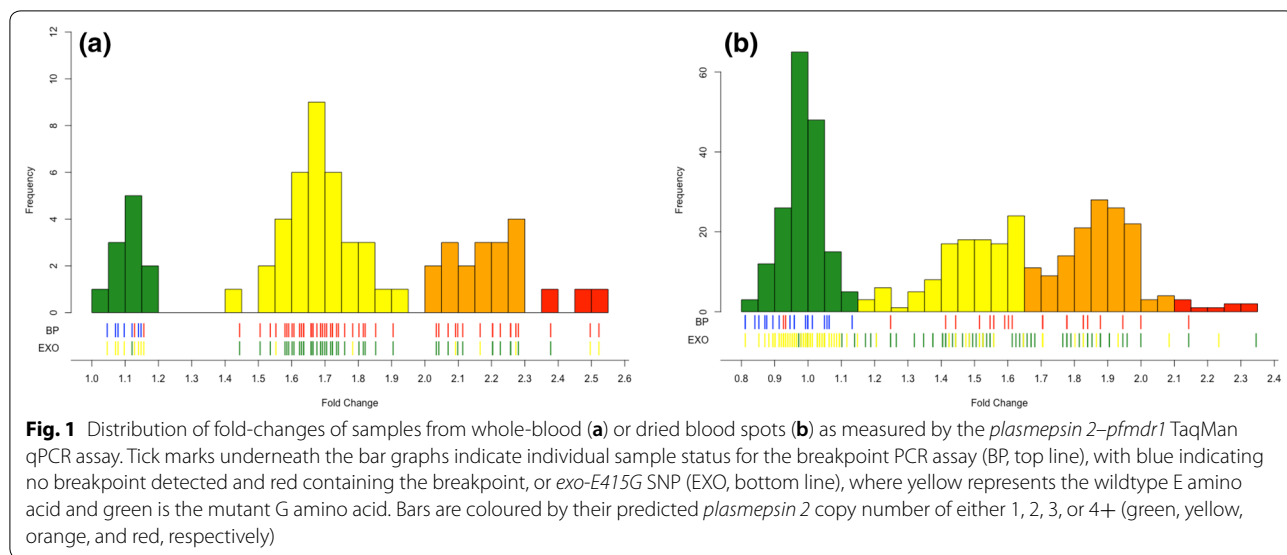 (a)
12
10
8
6
4
2
0
Frequency
BP
EXO
1.0 1.1 1.2 1.3 1.4 1.5 1.6 1.7 1.8 1.9 2.0 2.1 2.2 2.3 2.4 2.5 2.6
Fold Change
(b)
60
40
20
0
Frequency
BP
EXO
0.8 0.9 1.0 1.1 1.2 1.3 1.4 1.5 1.6 1.7 1.8 1.9 2.0 2.1 2.2 2.3 2.4
Fold Change
Fig. 1 Distribution of fold-changes of samples from whole-blood (a) or dried blood spots (b) as measured by the plasmepsin 2–pfmdr1 TaqMan
qPCR assay. Tick marks underneath the bar graphs indicate individual sample status for the breakpoint PCR assay (BP, top line), with blue indicating
no breakpoint detected and red containing the breakpoint, or exo-E415G SNP (EXO, bottom line), where yellow represents the wildtype E amino
acid and green is the mutant G amino acid. Bars are coloured by their predicted plasmepsin 2 copy number of either 1, 2, 3, or 4+ (green, yellow,
orange, and red, respectively)